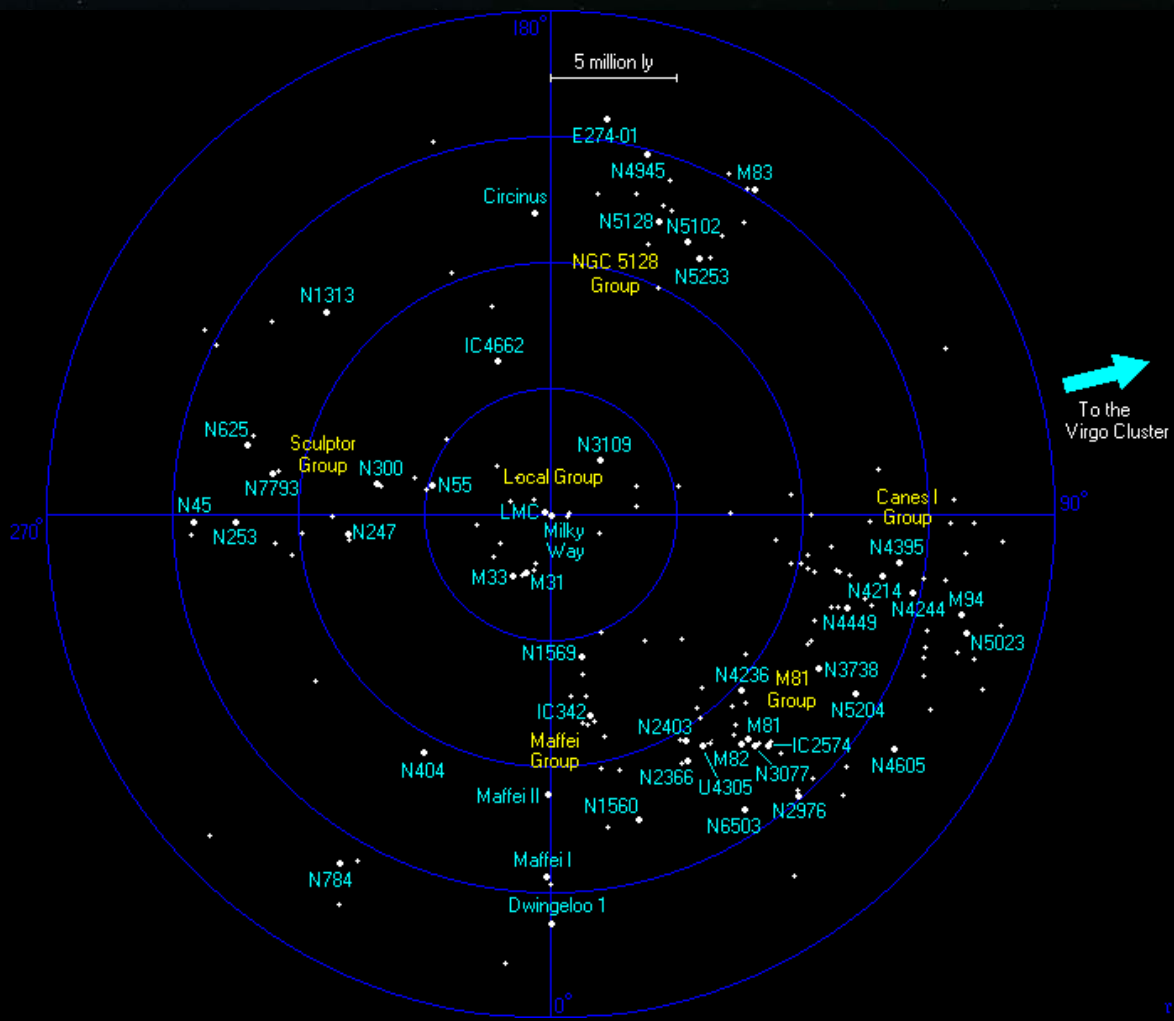 180°
5 million ly
E274-01
N4945
M83
Circinus
N5128
N5102
NGC 5128
Group
N5253
N1313
IC4662
To the
Virgo Cluster
N625
Sculptor
Group
N3109
N300
Local Group
N7793
N55
Canes I
Group
90°
N45
LMC
270°
N253
N247
Milky
Way
N4395
M33
M31
N4214
N4244
M94
N4449
N5023
N1569
N4236
M81
Group
N3738
N5204
IC342
N2403
M81
Maffei
Group
IC2574
M82
N404
N2366
N3077
N4605
U4305
Maffei II
N1560
N2976
N6503
Maffei I
N784
Dwingeloo 1
0°